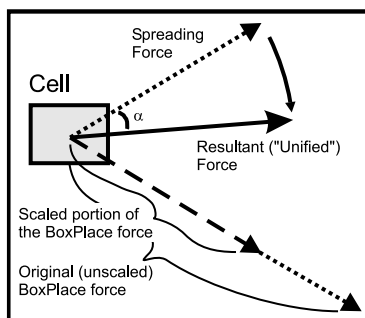 Spreading
Force
Cell
α
Resultant ("Unified")
Force
Scaled portion of
the BoxPlace force
Original (unscaled)
BoxPlace force